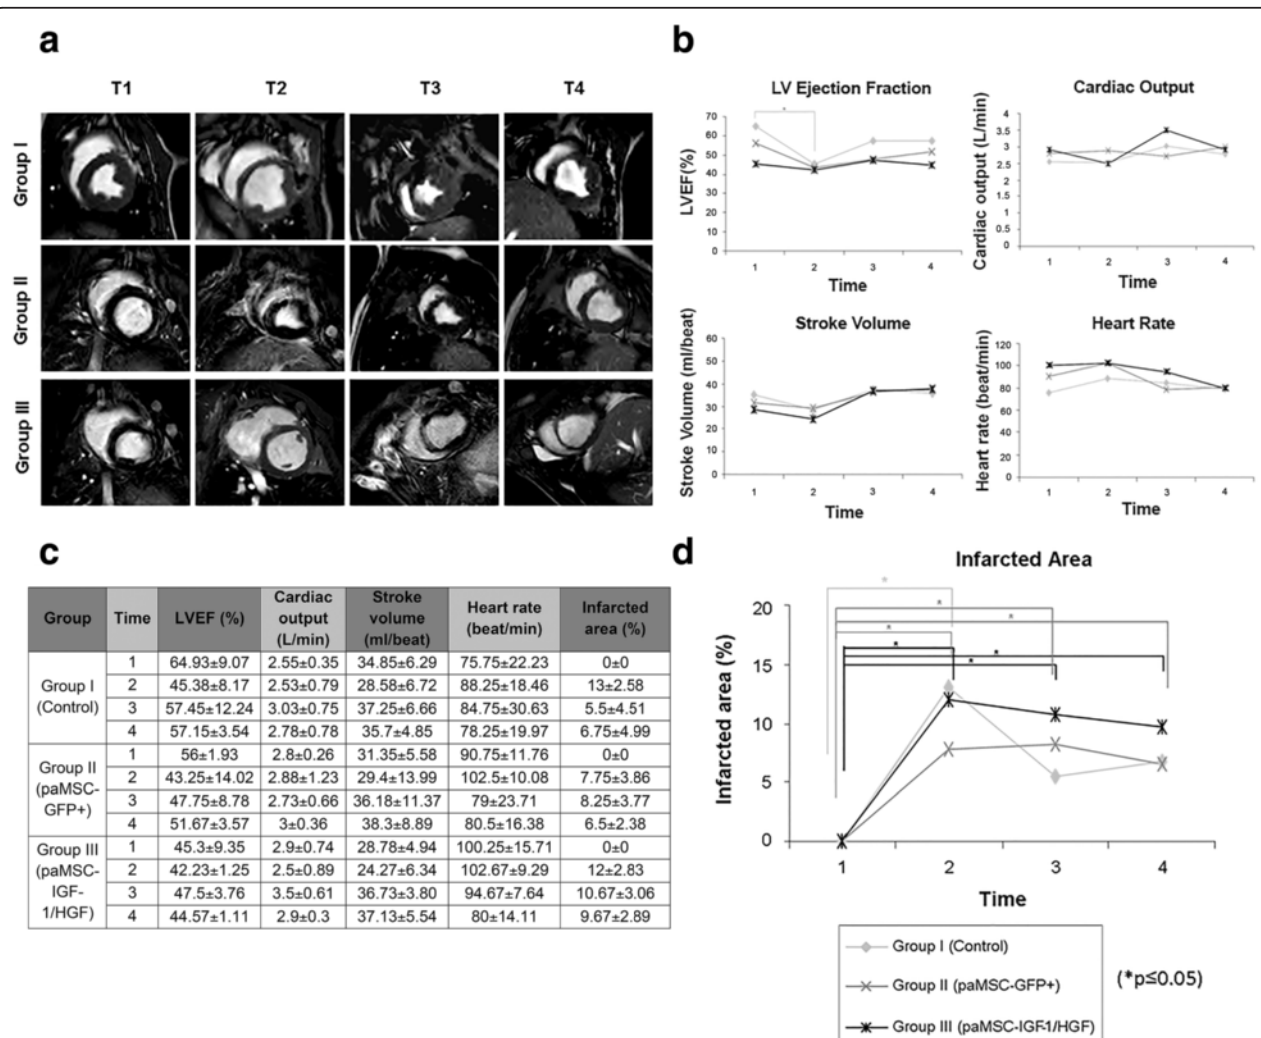 a
T1 T2 T3 T4
Group I
Group II
Group III
b
LV Ejection Fraction
LVEF(%)
70
60
50
40
30
20
10
0
*
1 2 3 4
Time
Cardiac Output
Cardiac output (L/min)
4
3.5
3
2.5
2
1.5
1
0.5
0
1 2 3 4
Time
Stroke Volume
Stroke Volume (ml/beat)
60
50
40
30
20
10
0
1 2 3 4
Time
Heart Rate
Heart rate (beat/min)
120
100
80
60
40
20
0
1 2 3 4
Time
c
Group Time LVEF (%) Cardiac output (L/min) Stroke volume (ml/beat) Heart rate (beat/min) Infarcted area (%)
Group I (Control)
1 64.93±9.07 2.55±0.35 34.85±6.29 75.75±22.23 0±0
2 45.38±8.17 2.53±0.79 28.58±6.72 88.25±18.46 13±2.58
3 57.45±12.24 3.03±0.75 37.25±6.66 84.75±30.63 5.5±4.51
4 57.15±3.54 2.78±0.78 35.7±4.85 78.25±19.97 6.75±4.99
Group II (paMSC-GFP+)
1 56±1.93 2.8±0.26 31.35±5.58 90.75±11.76 0±0
2 43.25±14.02 2.88±1.23 29.4±13.99 102.5±10.08 7.75±3.86
3 47.75±8.78 2.73±0.66 36.18±11.37 79±23.71 8.25±3.77
4 51.67±3.57 3±0.36 38.3±8.89 80.5±16.38 6.5±2.38
Group III (paMSC-IGF-1/HGF)
1 45.3±9.35 2.9±0.74 28.78±4.94 100.25±15.71 0±0
2 42.23±1.25 2.5±0.89 24.27±6.34 102.67±9.29 12±2.83
3 47.5±3.76 3.5±0.61 36.73±3.80 94.67±7.64 10.67±3.06
4 44.57±1.11 2.9±0.3 37.13±5.54 80±14.11 9.67±2.89
d
Infarcted Area
Infarcted area (%)
20
15
10
5
0
*
*
*
*
*
*
*
1 2 3 4
Time
Group I (Control)
Group II (paMSC-GFP+)
Group III (paMSC-IGF-1/HGF)
(*p≤0.05)